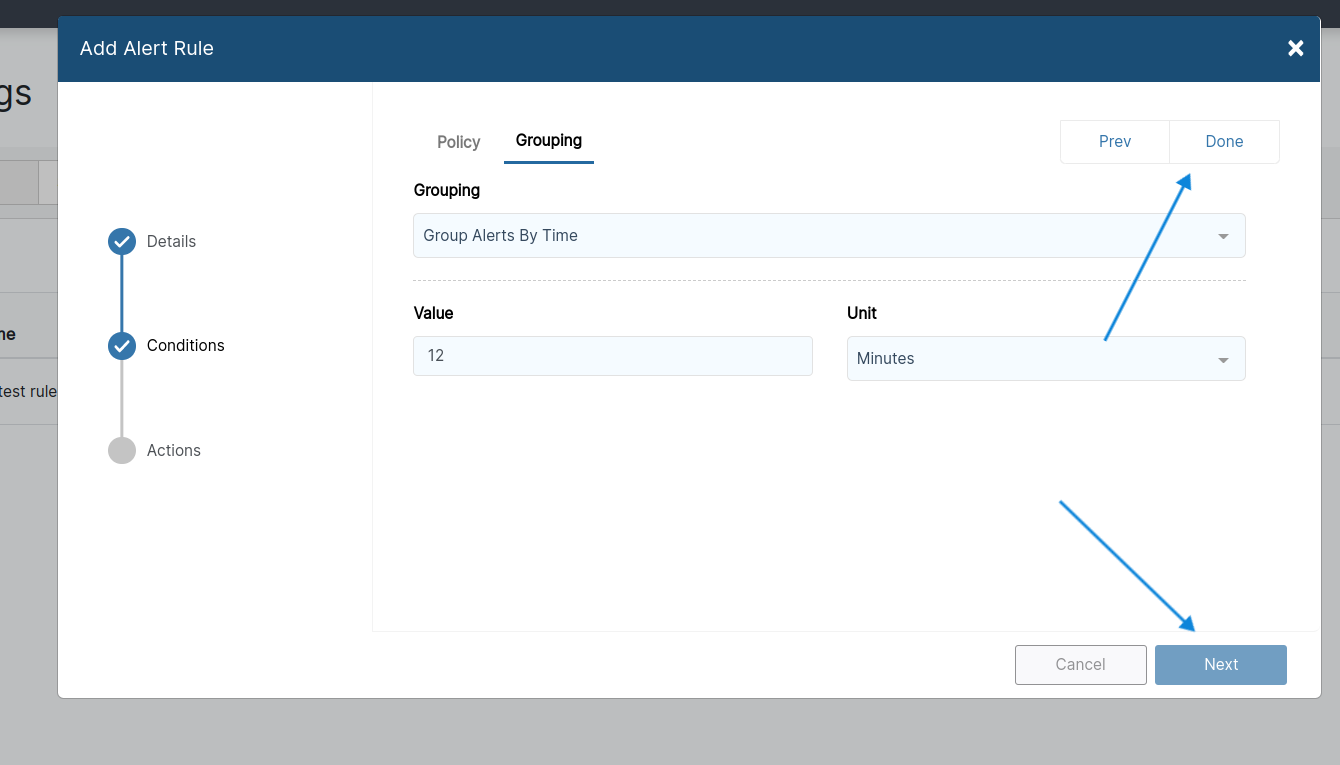 Add Alert Rule
gs
Policy
Grouping
Prev
Done
Grouping
Group Alerts By Time
Details
Value
Unit
me
Conditions
12
Minutes
test rule
Actions
Cancel
Next